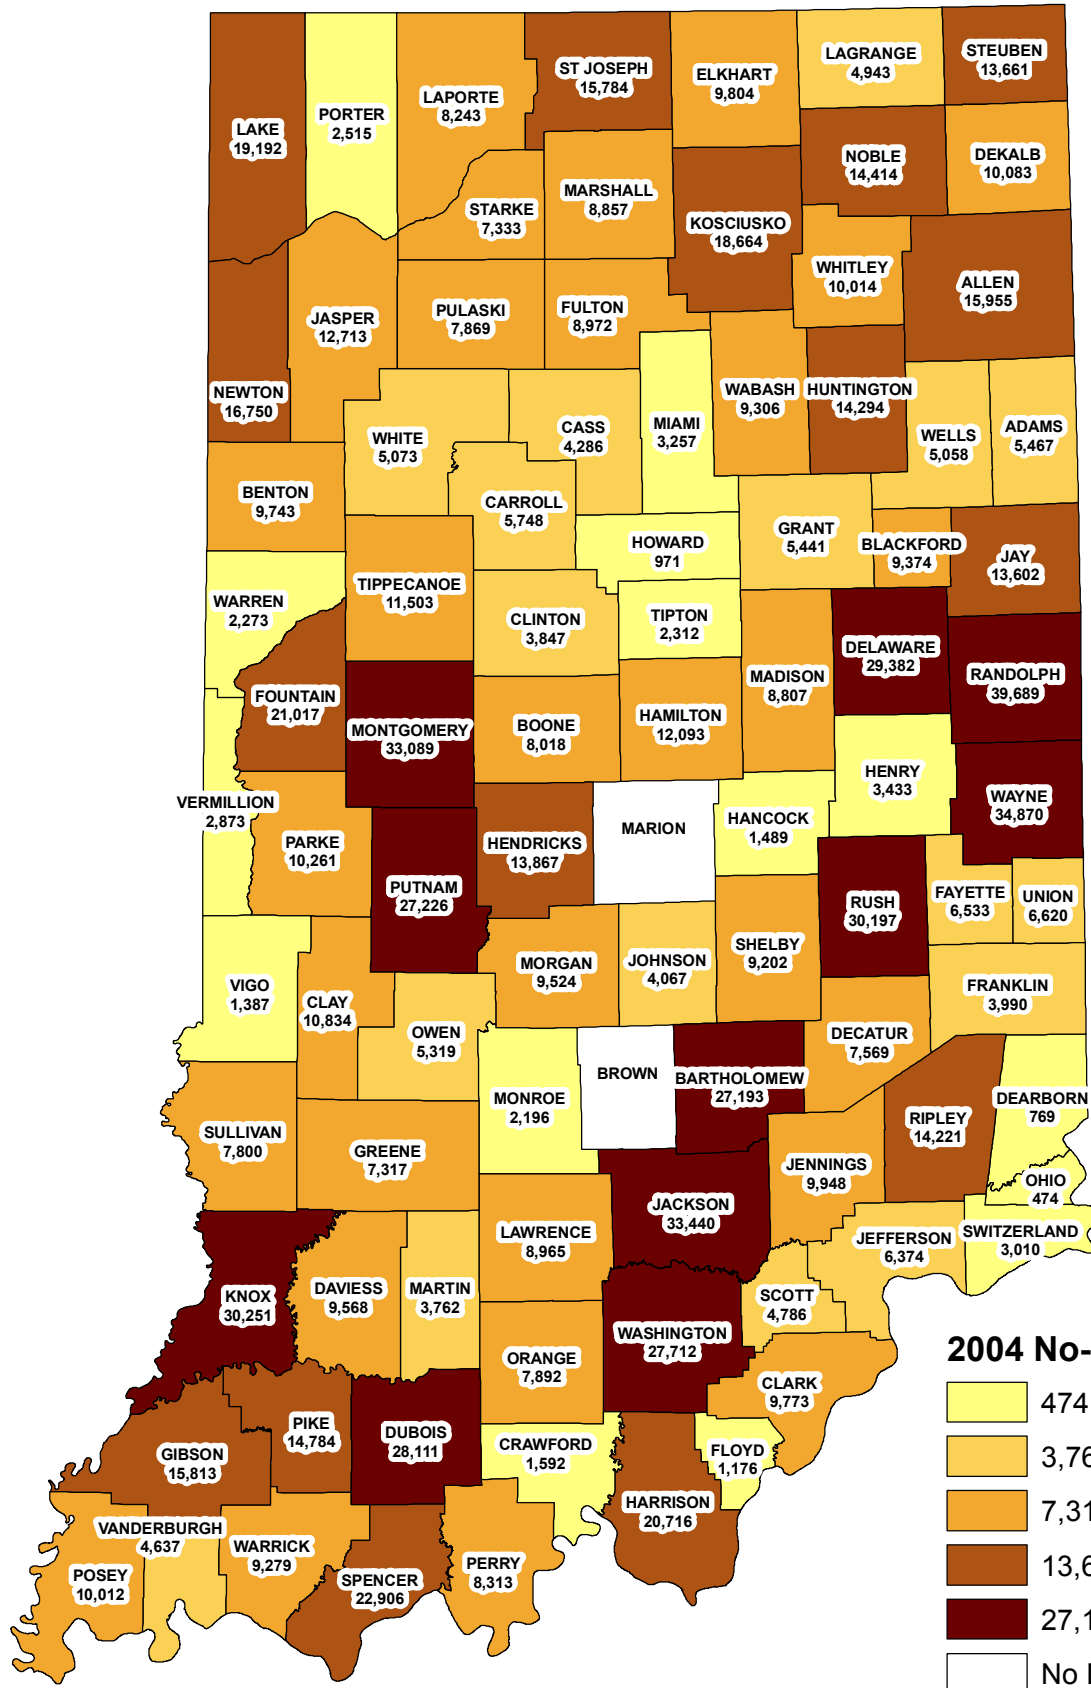 LAGRANGE
4,943
STEUBEN
13,661
ST JOSEPH
15,784
ELKHART
9,804
LAPORTE
8,243
PORTER
2,515
LAKE
19,192
NOBLE
14,414
DEKALB
10,083
MARSHALL
8,857
STARKE
7,333
KOSCIUSKO
18,664
WHITLEY
10,014
ALLEN
15,955
JASPER
12,713
PULASKI
7,869
FULTON
8,972
NEWTON
16,750
WABASH
9,306
HUNTINGTON
14,294
MIAMI
3,257
CASS
4,286
WHITE
5,073
WELLS
5,058
ADAMS
5,467
BENTON
9,743
CARROLL
5,748
GRANT
5,441
HOWARD
971
BLACKFORD
9,374
JAY
13,602
TIPPECANOE
11,503
WARREN
2,273
CLINTON
3,847
TIPTON
2,312
DELAWARE
29,382
RANDOLPH
39,689
MADISON
8,807
FOUNTAIN
21,017
MONTGOMERY
33,089
BOONE
8,018
HAMILTON
12,093
HENRY
3,433
WAYNE
34,870
VERMILLION
2,873
HANCOCK
1,489
MARION
PARKE
10,261
HENDRICKS
13,867
PUTNAM
27,226
RUSH
30,197
FAYETTE
6,533
UNION
6,620
SHELBY
9,202
MORGAN
9,524
JOHNSON
4,067
VIGO
1,387
CLAY
10,834
FRANKLIN
3,990
OWEN
5,319
DECATUR
7,569
BROWN
BARTHOLOMEW
27,193
MONROE
2,196
DEARBORN
769
RIPLEY
14,221
SULLIVAN
7,800
GREENE
7,317
JENNINGS
9,948
OHIO
474
JACKSON
33,440
LAWRENCE
8,965
JEFFERSON
6,374
SWITZERLAND
3,010
KNOX
30,251
DAVIESS
9,568
MARTIN
3,762
SCOTT
4,786
WASHINGTON
27,712
ORANGE
7,892
CLARK
9,773
PIKE
14,784
DUBOIS
28,111
GIBSON
15,813
CRAWFORD
1,592
FLOYD
1,176
HARRISON
20,716
VANDERBURGH
4,637
WARRICK
9,279
POSEY
10,012
SPENCER
22,906
PERRY
8,313
2004 No-
474
3,76
7,31
13,6
27,1
No